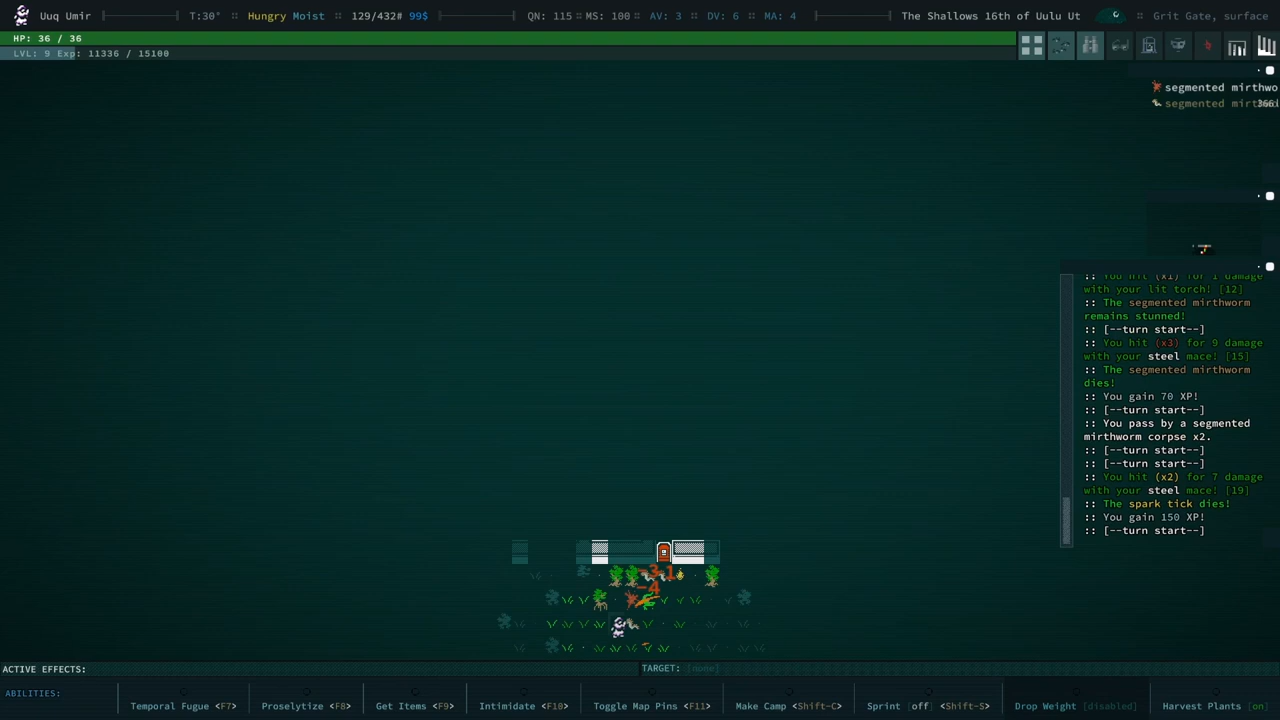 Uuq Umir T:30° :: Hungry Moist :: 129/432# 99$ QN: 115 :: MS: 100 :: AV: 3 :: DV: 6 :: MA: 4 The Shallows 16th of Uulu Ut :: Grit Gate, surface
HP: 36 / 36
LVL: 9 Exp: 11336 / 15100
segmented mirthwo
segmented
:: You hit (x1) for 1 damage
with your lit torch! [12]
:: The segmented mirthworm
remains stunned!
:: [--turn start--]
:: You hit (x3) for 9 damage
with your steel mace! [15]
:: The segmented mirthworm
dies!
:: You gain 70 XP!
:: [--turn start--]
:: You pass by a segmented
mirthworm corpse x2.
:: [--turn start--]
:: [--turn start--]
:: You hit (x2) for 7 damage
with your steel mace! [19]
:: The spark tick dies!
:: You gain 150 XP!
:: [--turn start--]
-4
ACTIVE EFFECTS: TARGET: [none]
ABILITIES: Temporal Fugue <F7> Proselytize <F8> Get Items <F9> Intimidate <F10> Toggle Map Pins <F11> Make Camp <Shift-C> Sprint [off] <Shift-S> Drop Weight [disabled] Harvest Plants [on]